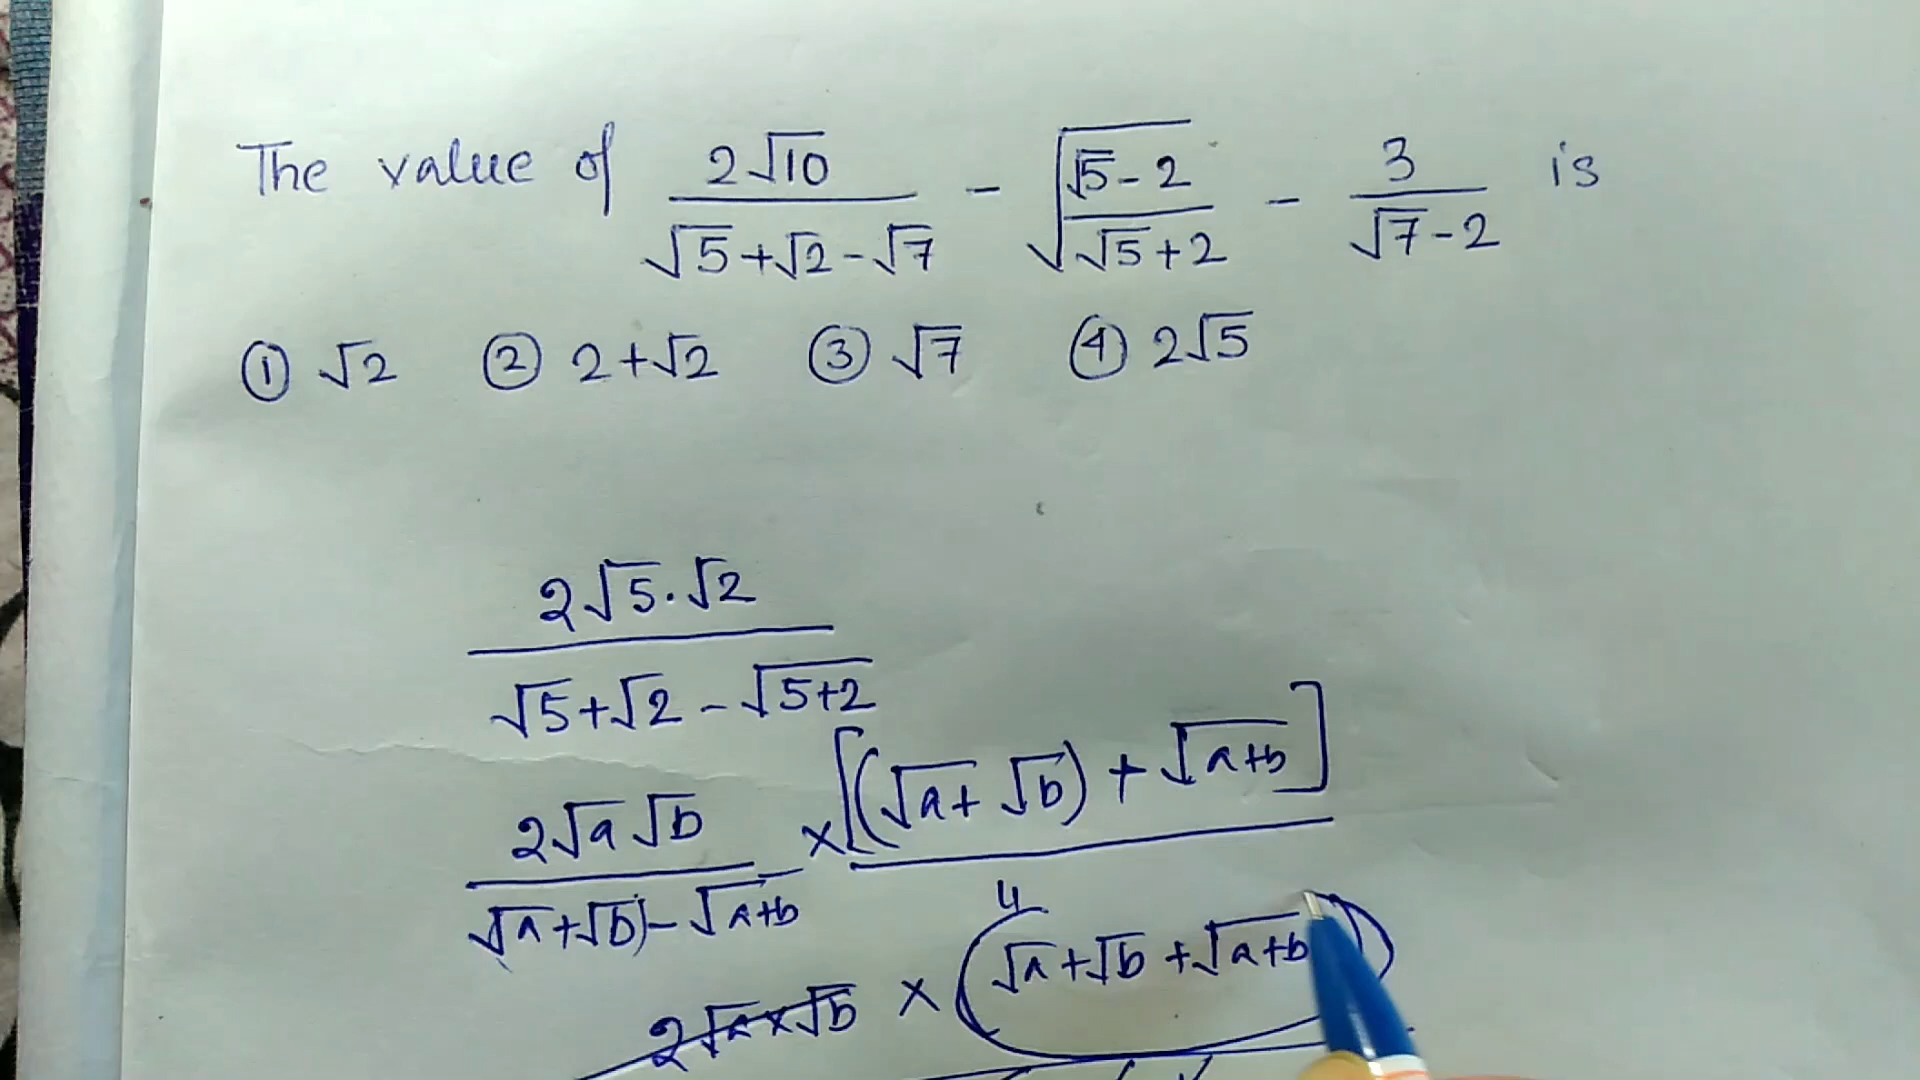 The value of 2√10/(√5+√2-√7) - √((√5-2)/(√5+2)) - 3/(√7-2) is
① √2 ② 2+√2 ③ √7 ④ 2√5
2√5·√2
√5+√2-√(5+2)
2√a√b × [(√a+√b)+√(a+b)]
√a+√b)-√(a+b)
2√a×√b × (√a+√b+√(a+b)